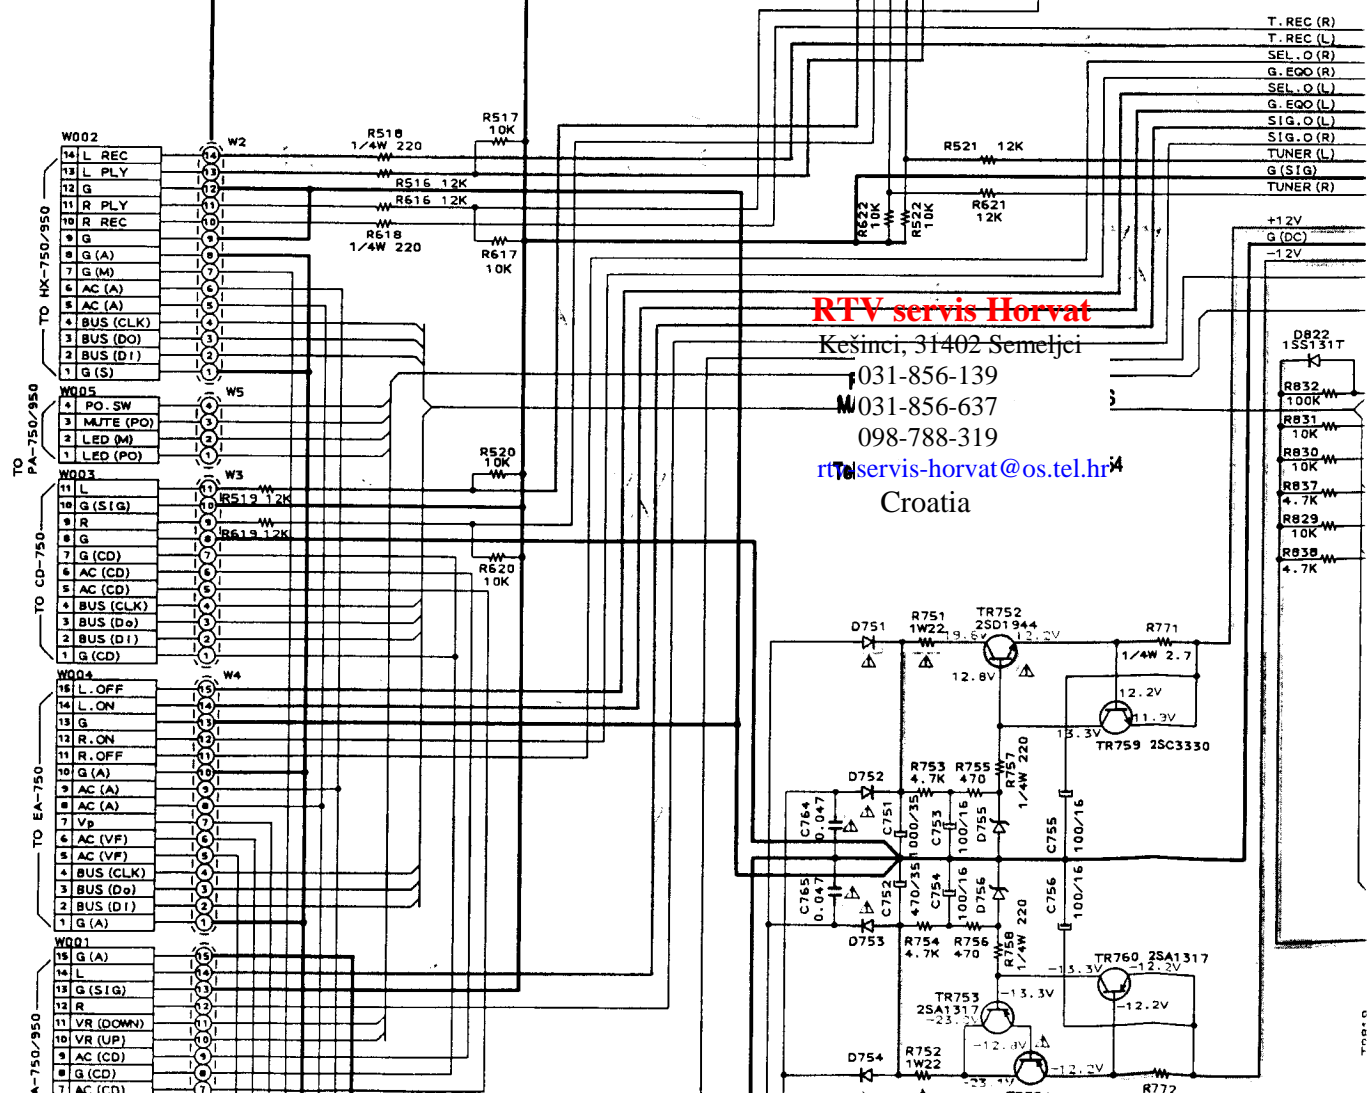 T.REC (R)
T.REC (L)
SEL.O (R)
G.EQO (R)
SEL.O (L)
G.EQO (L)
SIG.O (L)
SIG.O (R)
TUNER (L)
G (SIG)
TUNER (R)
+12V
G (DC)
-12V
W002
W2
14 L REC
13 L PLY
12 G
11 R PLY
10 R REC
9 G
8 G (A)
7 G (M)
6 AC (A)
5 AC (A)
4 BUS (CLK)
3 BUS (DO)
2 BUS (DI)
1 G (S)
TO HX-750/950
R518
1/4W 220
R517
10K
R516 12K
R616 12K
R618
1/4W 220
R617
10K
R521 12K
R621
12K
R622
10K
R522
10K
W005
W5
4 PO.SW
3 MUTE (PO)
2 LED (M)
1 LED (PO)
TO
PA-750/950
W003
W3
11 L
10 G (SIG)
9 R
8 G
7 G (CD)
6 AC (CD)
5 AC (CD)
4 BUS (CLK)
3 BUS (Do)
2 BUS (DI)
1 G (CD)
TO CD-750
R519 12K
R619 12K
R520
10K
R620
10K
RTV servis Horvat
Kešinci, 31402 Semeljci
031-856-139
031-856-637
098-788-319
rtv-servis-horvat@os.tel.hr
Croatia
D822
1SS131T
R832
100K
R831
10K
R830
10K
R837
4.7K
R829
10K
R838
4.7K
W004
W4
15 L.OFF
14 L.ON
13 G
12 R.ON
11 R.OFF
10 G (A)
9 AC (A)
8 AC (A)
7 Vp
6 AC (VF)
5 AC (VF)
4 BUS (CLK)
3 BUS (Do)
2 BUS (DI)
1 G (A)
TO EA-750
W001
15 G (A)
14 L
13 G (SIG)
12 R
11 VR (DOWN)
10 VR (UP)
9 AC (CD)
8 G (CD)
7 AC (CD)
A-750/950
D751
R751
1W22
TR752
2SD1944
19.6V
12.2V
12.8V
R771
1/4W 2.7
12.2V
11.9V
13.3V
TR759 2SC3330
D752
R753
4.7K
R755
470
R757
1/4W 220
C764
0.047
C751
1000/35
C753
100/16
D755
C755
100/16
C765
0.047
C752
470/35
C754
100/16
D756
C756
100/16
D753
R754
4.7K
R756
470
R758
1/4W 220
TR760 2SA1317
-13.3V
-12.2V
-13.3V
-12.2V
TR753
2SA1317
-12.8V
-12.2V
-23.1V
D754
R752
1W22
R772